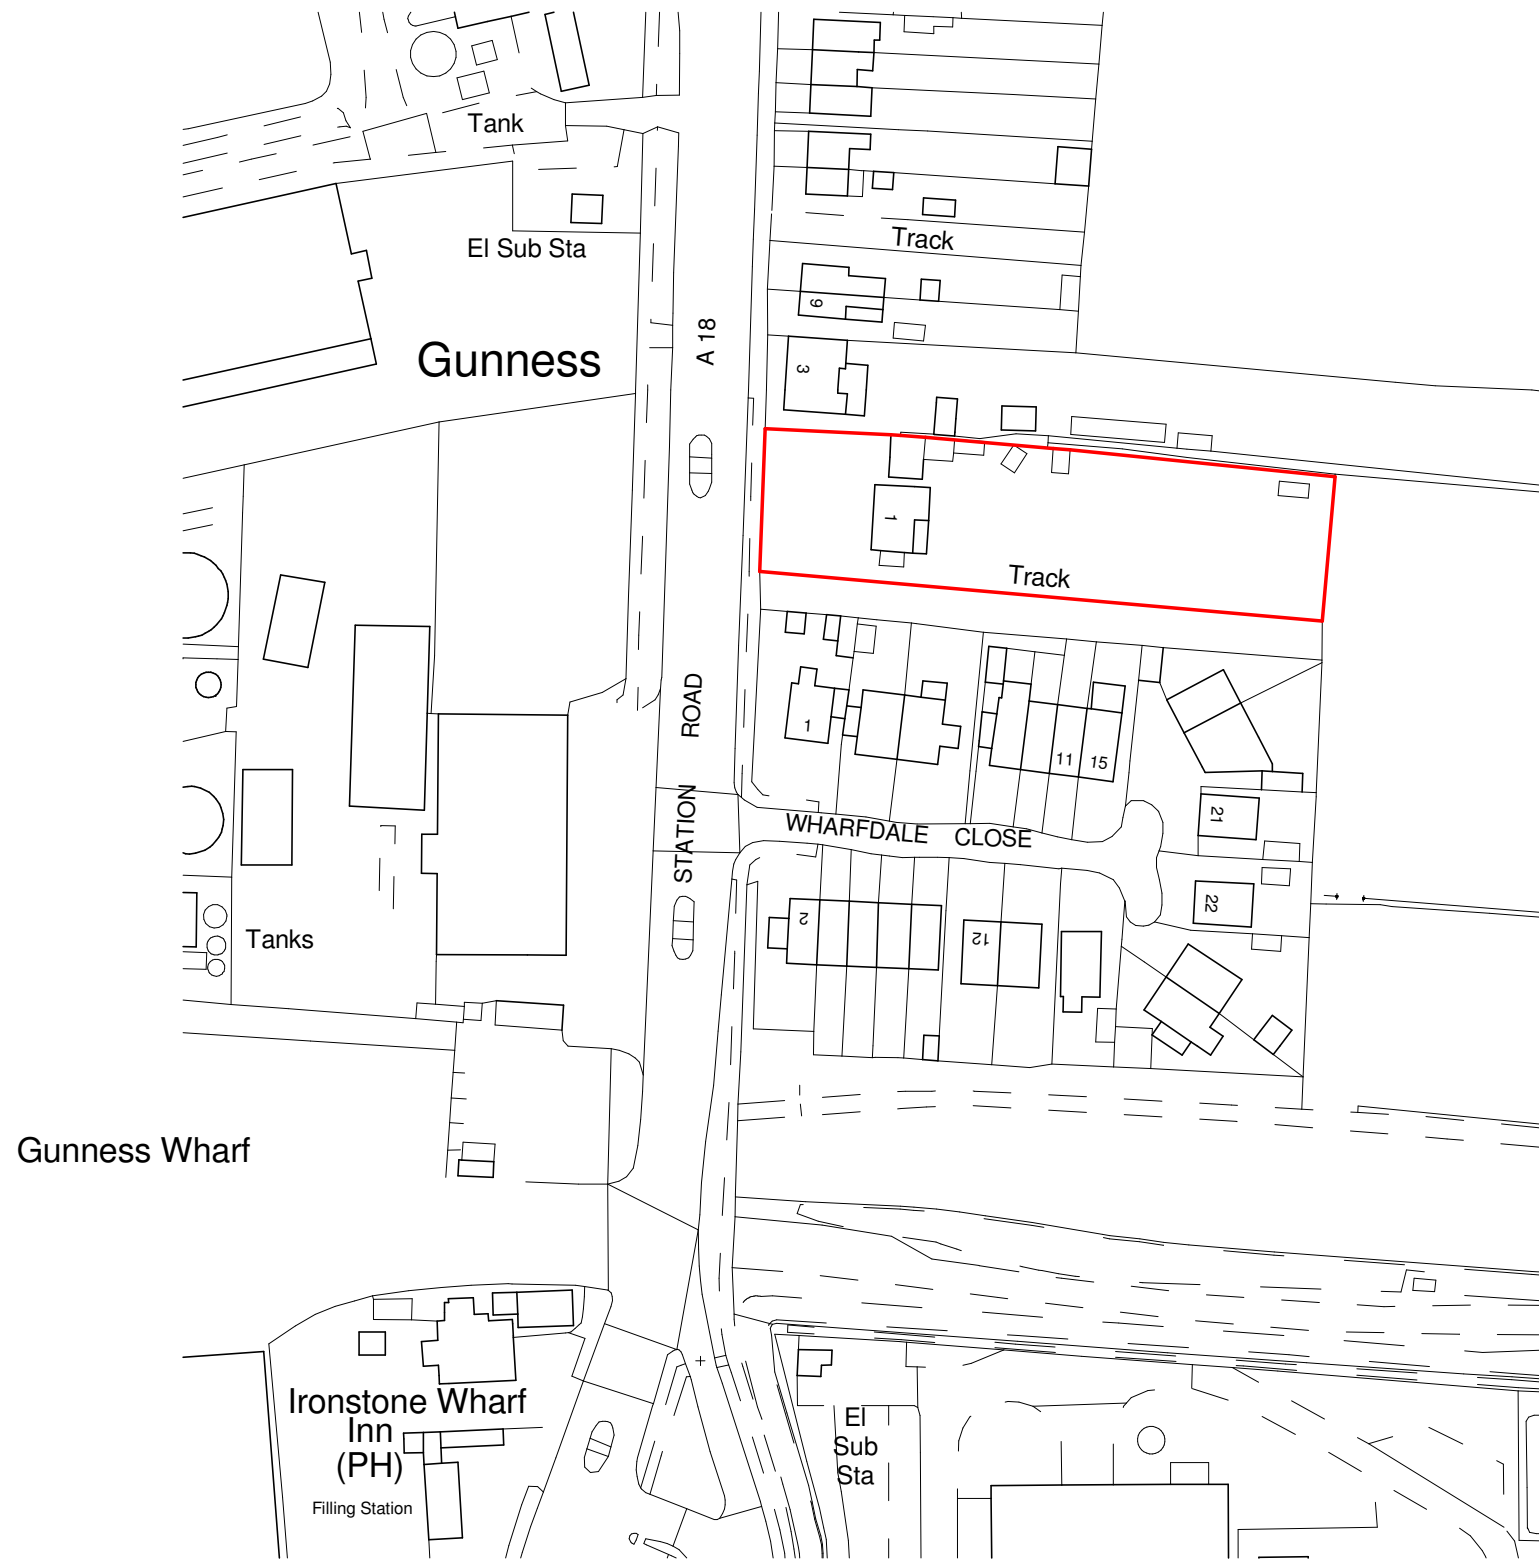 Tank
El Sub Sta
Track
9
A 18
Gunness
3
1
Track
ROAD
1
11
15
STATION
WHARFDALE CLOSE
21
2
22
12
Tanks
Gunness Wharf
Ironstone Wharf
Inn
(PH)
Filling Station
El
Sub
Sta